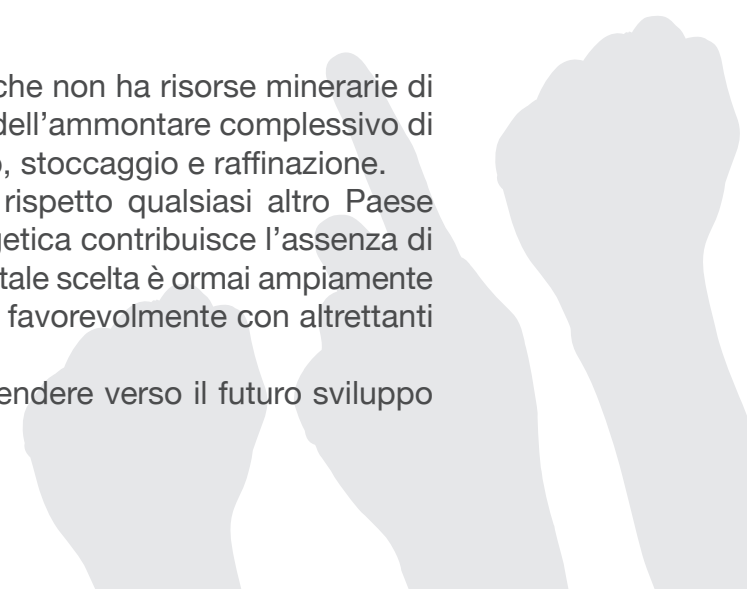 che non ha risorse minerarie di
dell’ammontare complessivo di
, stoccaggio e raffinazione.
rispetto qualsiasi altro Paese
getica contribuisce l’assenza di
tale scelta è ormai ampiamente
favorevolmente con altrettanti
endere verso il futuro sviluppo